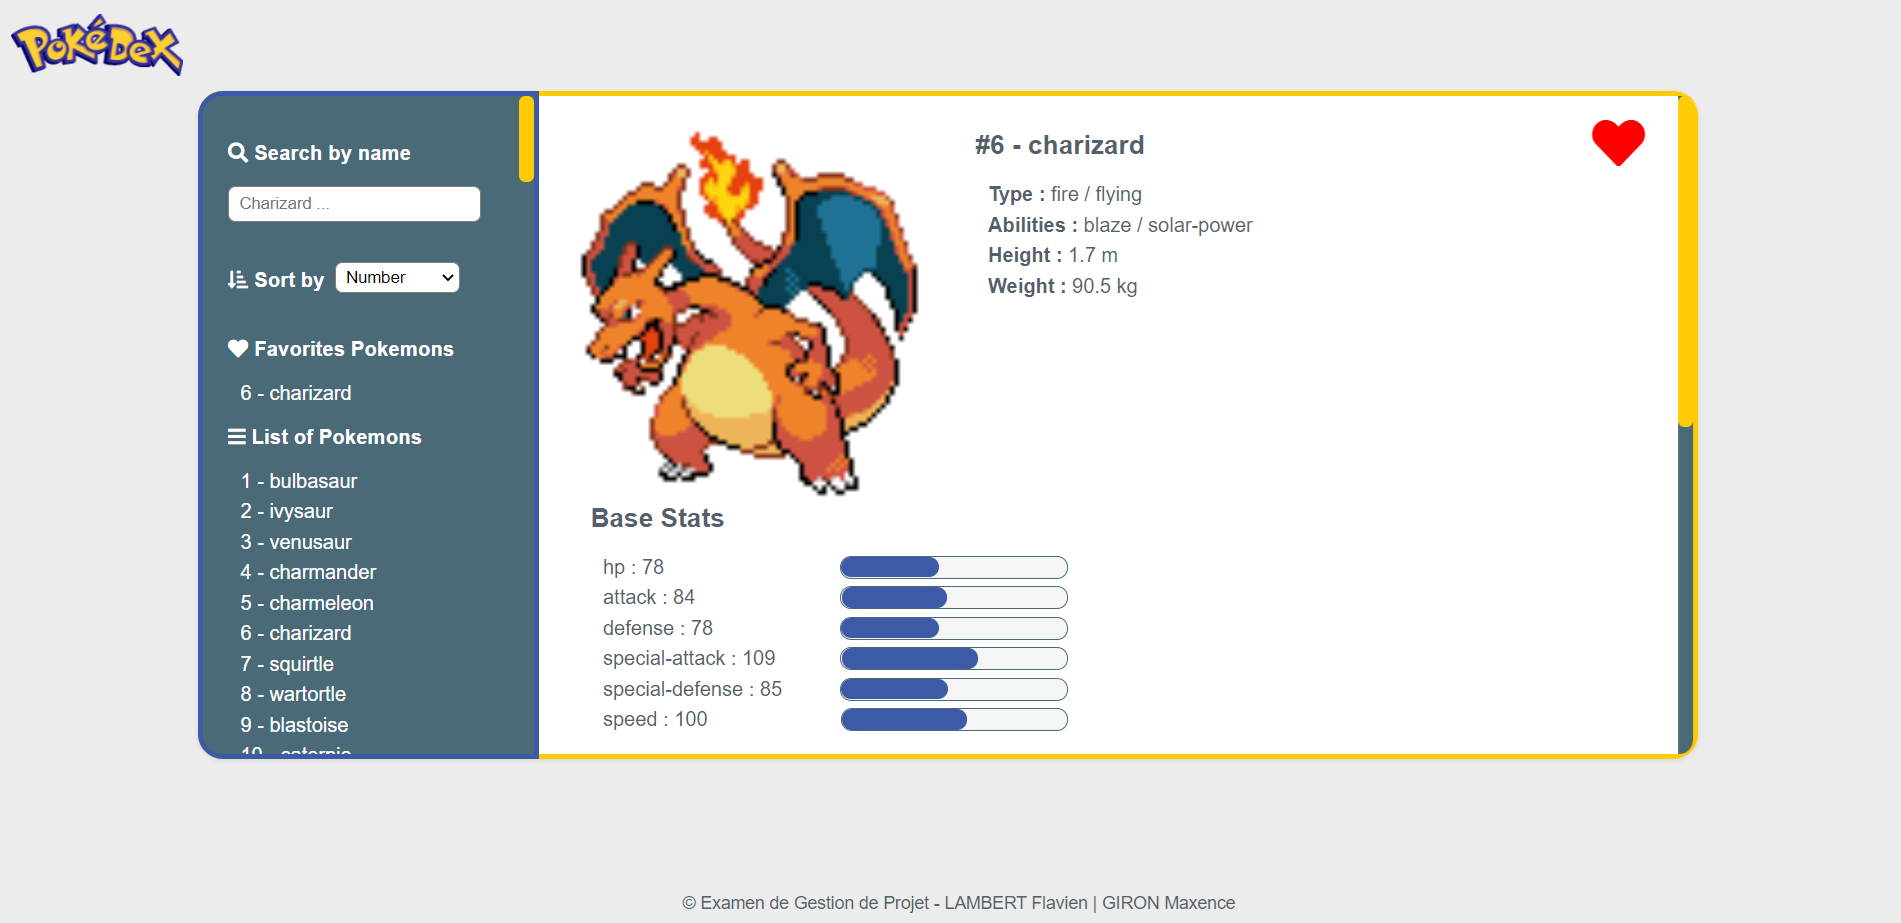 PokéDex
Search by name
Charizard ...
Sort by Number
Favorites Pokemons
6 - charizard
List of Pokemons
1 - bulbasaur
2 - ivysaur
3 - venusaur
4 - charmander
5 - charmeleon
6 - charizard
7 - squirtle
8 - wartortle
9 - blastoise
10 - caterpie
#6 - charizard
Type : fire / flying
Abilities : blaze / solar-power
Height : 1.7 m
Weight : 90.5 kg
Base Stats
hp : 78
attack : 84
defense : 78
special-attack : 109
special-defense : 85
speed : 100
© Examen de Gestion de Projet - LAMBERT Flavien | GIRON Maxence